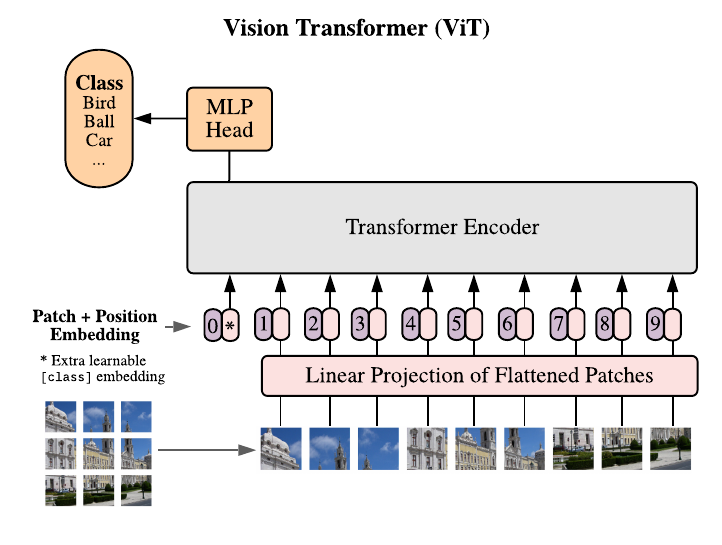 Vision Transformer (ViT)
Class
Bird
Ball
Car
...
MLP
Head
Transformer Encoder
Patch + Position
Embedding
0 * 1 2 3 4 5 6 7 8 9
* Extra learnable
[class] embedding
Linear Projection of Flattened Patches